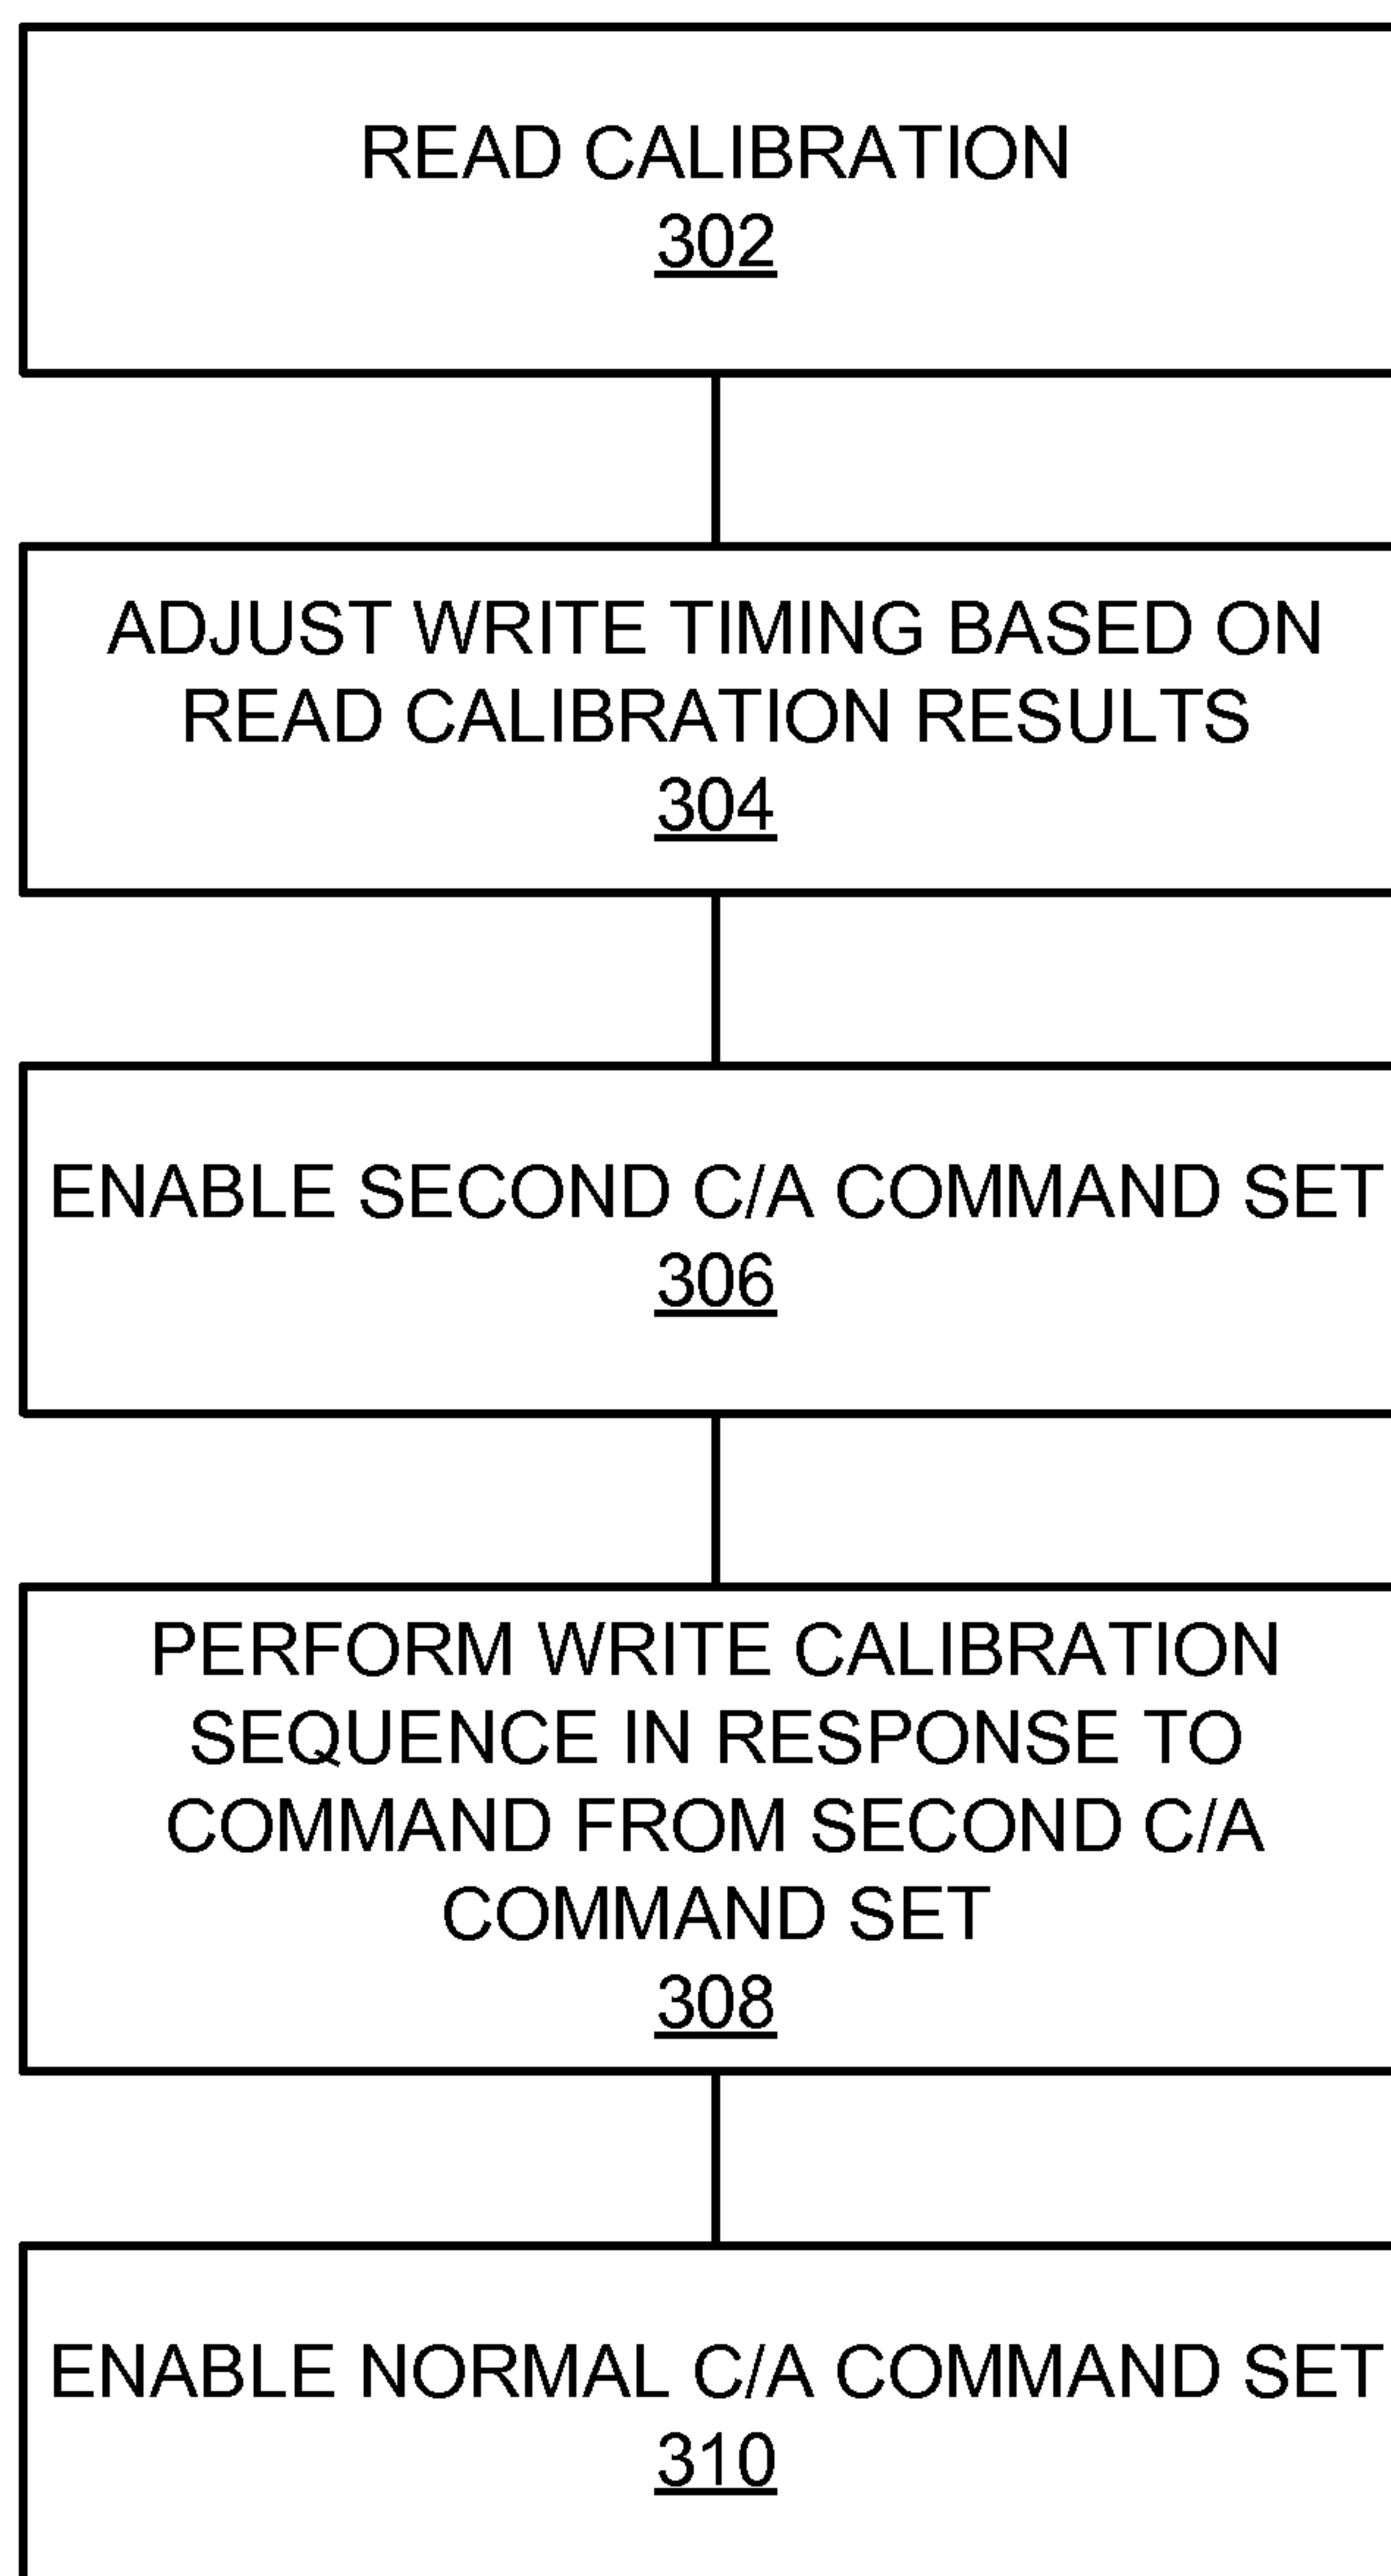 READ CALIBRATION
302
ADJUST WRITE TIMING BASED ON
READ CALIBRATION RESULTS
304
ENABLE SECOND C/A COMMAND SET
306
PERFORM WRITE CALIBRATION
SEQUENCE IN RESPONSE TO
COMMAND FROM SECOND C/A
COMMAND SET
308
ENABLE NORMAL C/A COMMAND SET
310